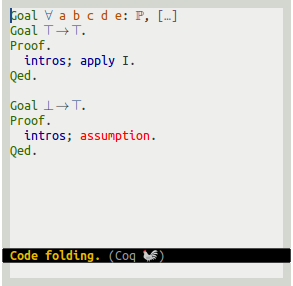 Goal ∀ a b c d e: ℙ, […]
Goal ⊤→⊤.
Proof.
  intros; apply I.
Qed.
Goal ⊥→⊤.
Proof.
  intros; assumption.
Qed.
Code folding. (Coq 🐓)